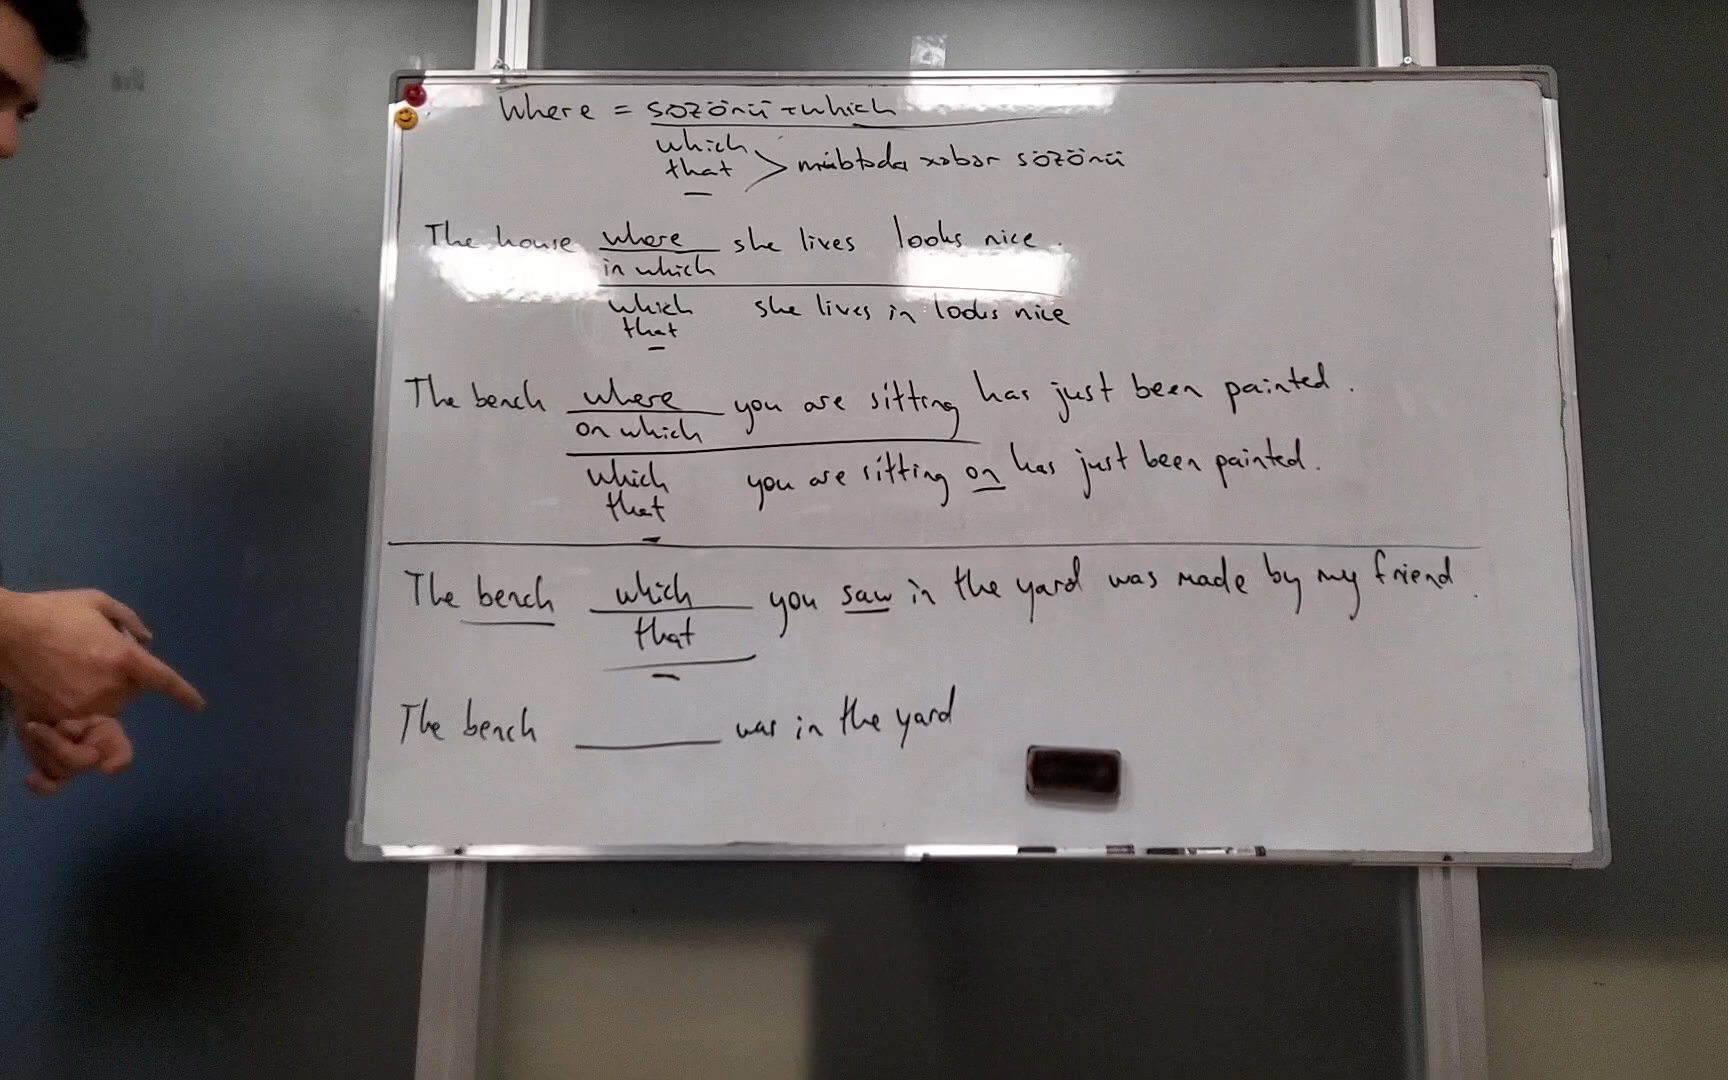 Where = sözönü + which
which
that > mübtəda xəbər sözönü
—
The house where she lives looks nice.
in which
which she lives in looks nice
that
—
The bench where you are sitting has just been painted.
on which
which you are sitting on has just been painted.
that
—
The bench which you saw in the yard was made by my friend.
that
—
The bench ______ was in the yard